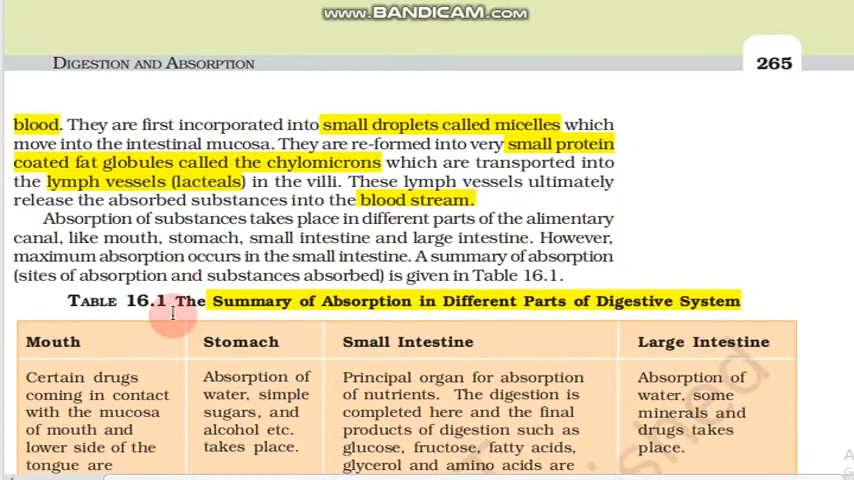 www.BANDICAM.com
DIGESTION AND ABSORPTION 265
blood. They are first incorporated into small droplets called micelles which
move into the intestinal mucosa. They are re-formed into very small protein
coated fat globules called the chylomicrons which are transported into
the lymph vessels (lacteals) in the villi. These lymph vessels ultimately
release the absorbed substances into the blood stream.
Absorption of substances takes place in different parts of the alimentary
canal, like mouth, stomach, small intestine and large intestine. However,
maximum absorption occurs in the small intestine. A summary of absorption
(sites of absorption and substances absorbed) is given in Table 16.1.
TABLE 16.1 The Summary of Absorption in Different Parts of Digestive System
Mouth
Certain drugs
coming in contact
with the mucosa
of mouth and
lower side of the
tongue are
Stomach
Absorption of
water, simple
sugars, and
alcohol etc.
takes place.
Small Intestine
Principal organ for absorption
of nutrients. The digestion is
completed here and the final
products of digestion such as
glucose, fructose, fatty acids,
glycerol and amino acids are
Large Intestine
Absorption of
water, some
minerals and
drugs takes
place.